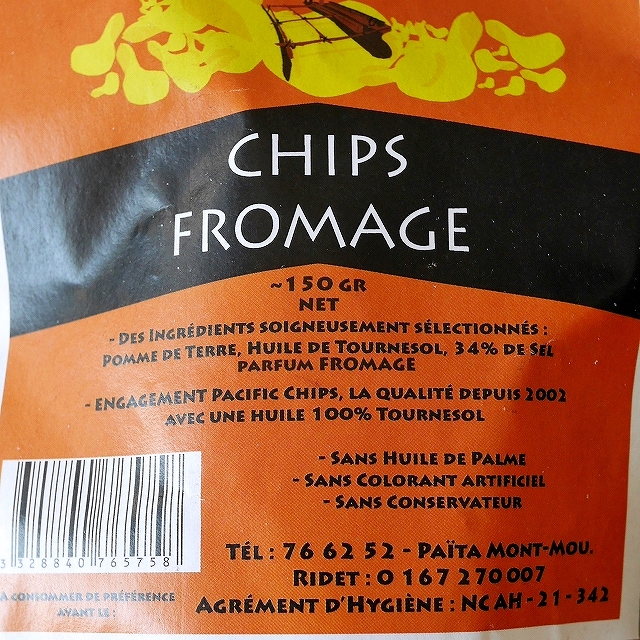 CHIPS
FROMAGE
~150 GR
NET
- DES INGRÉDIENTS SOIGNEUSEMENT SÉLECTIONNÉS :
POMME DE TERRE, HUILE DE TOURNESOL, 34% DE SEL
PARFUM FROMAGE
- ENGAGEMENT PACIFIC CHIPS, LA QUALITÉ DEPUIS 2002
AVEC UNE HUILE 100% TOURNESOL
- SANS HUILE DE PALME
- SANS COLORANT ARTIFICIEL
- SANS CONSERVATEUR
3 328840 765758
TÉL : 76 62 52 - PAÏTA MONT-MOU.
RIDET : 0 167 270 007
A CONSOMMER DE PRÉFÉRENCE
AVANT LE :
AGRÉMENT D'HYGIÈNE : NC AH - 21 - 342